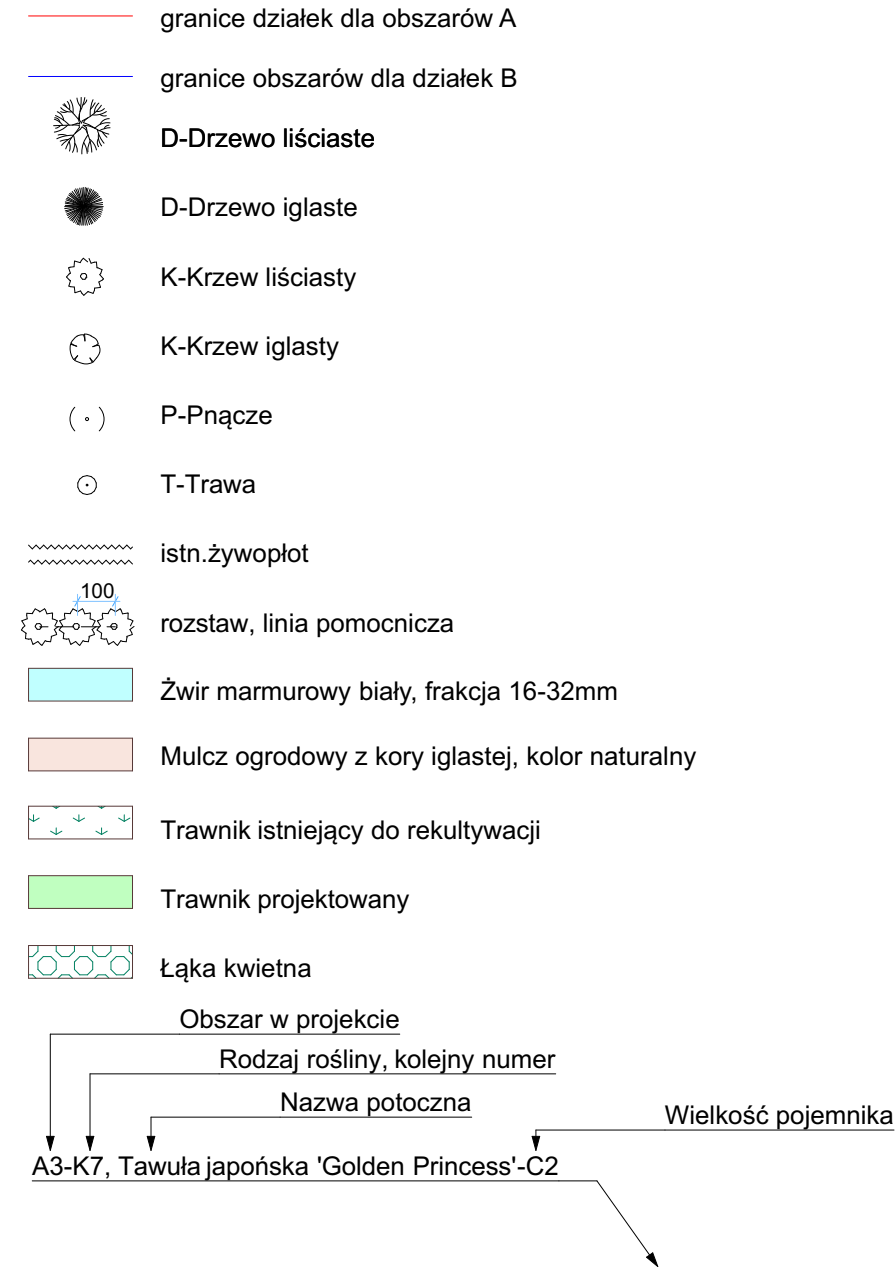 granice działek dla obszarów A
granice obszarów dla działek B
D-Drzewo liściaste
D-Drzewo iglaste
K-Krzew liściasty
K-Krzew iglasty
P-Pnącze
T-Trawa
istn.żywopłot
100
rozstaw, linia pomocnicza
Żwir marmurowy biały, frakcja 16-32mm
Mulcz ogrodowy z kory iglastej, kolor naturalny
Trawnik istniejący do rekultywacji
Trawnik projektowany
Łąka kwietna
Obszar w projekcie
Rodzaj rośliny, kolejny numer
Nazwa potoczna
Wielkość pojemnika
A3-K7, Tawuła japońska 'Golden Princess'-C2